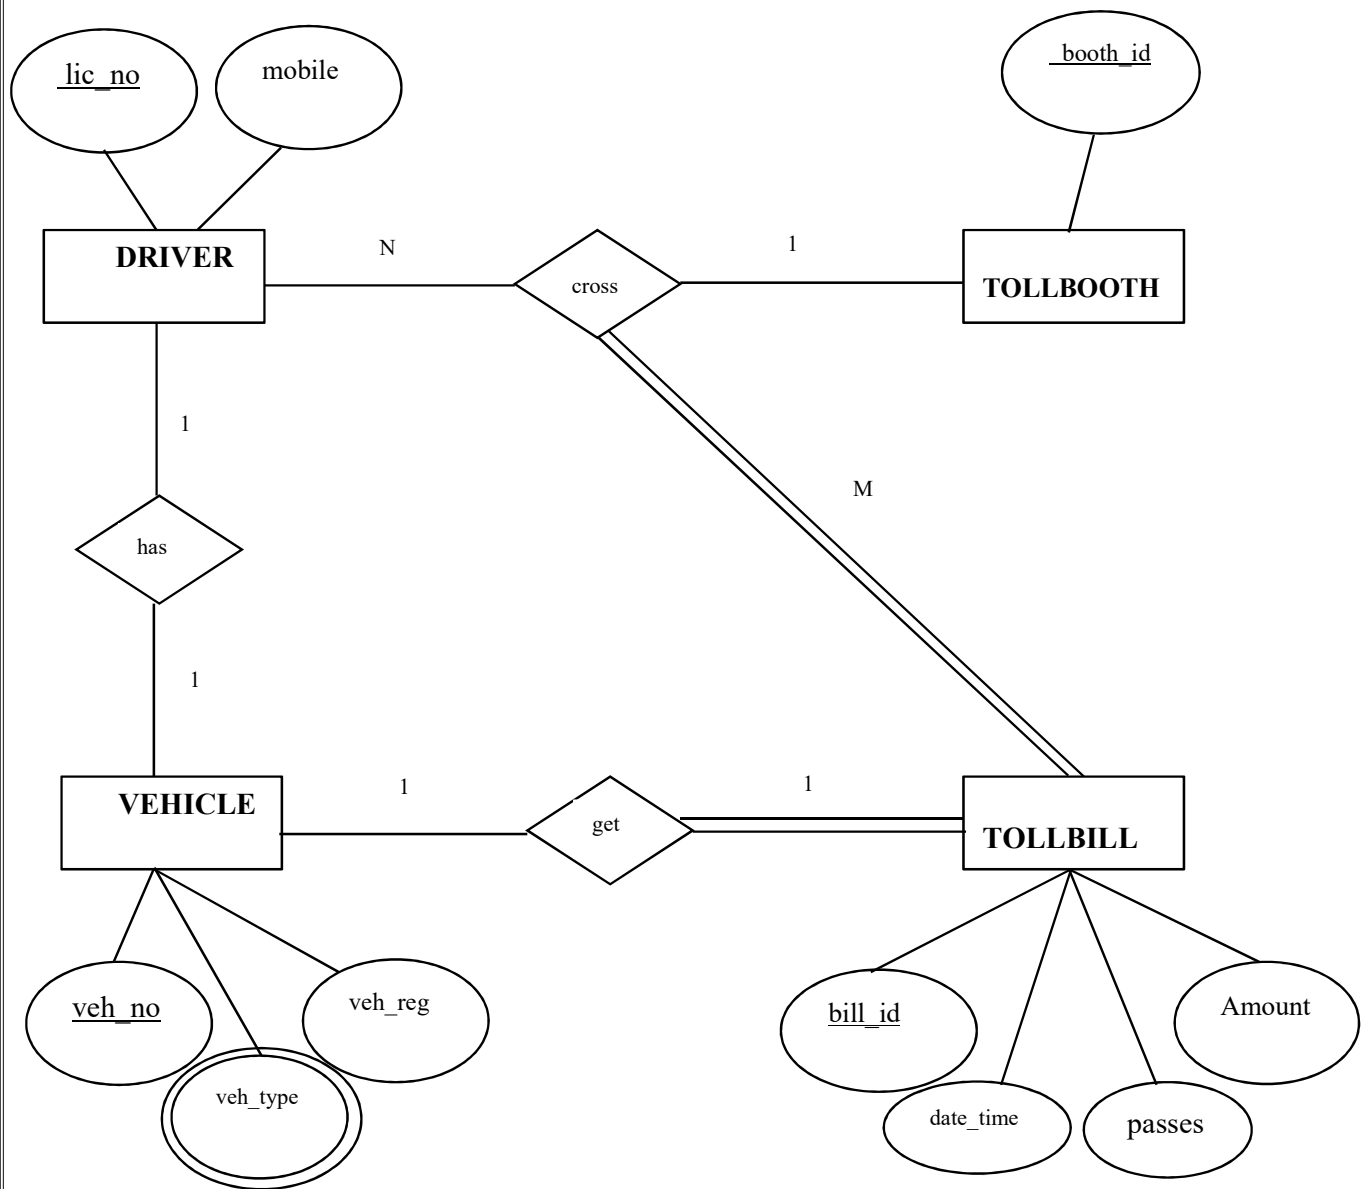 lic_no
mobile
booth_id
DRIVER
N
cross
1
TOLLBOOTH
1
M
has
1
VEHICLE
1
get
1
TOLLBILL
veh_no
veh_type
veh_reg
bill_id
date_time
passes
Amount